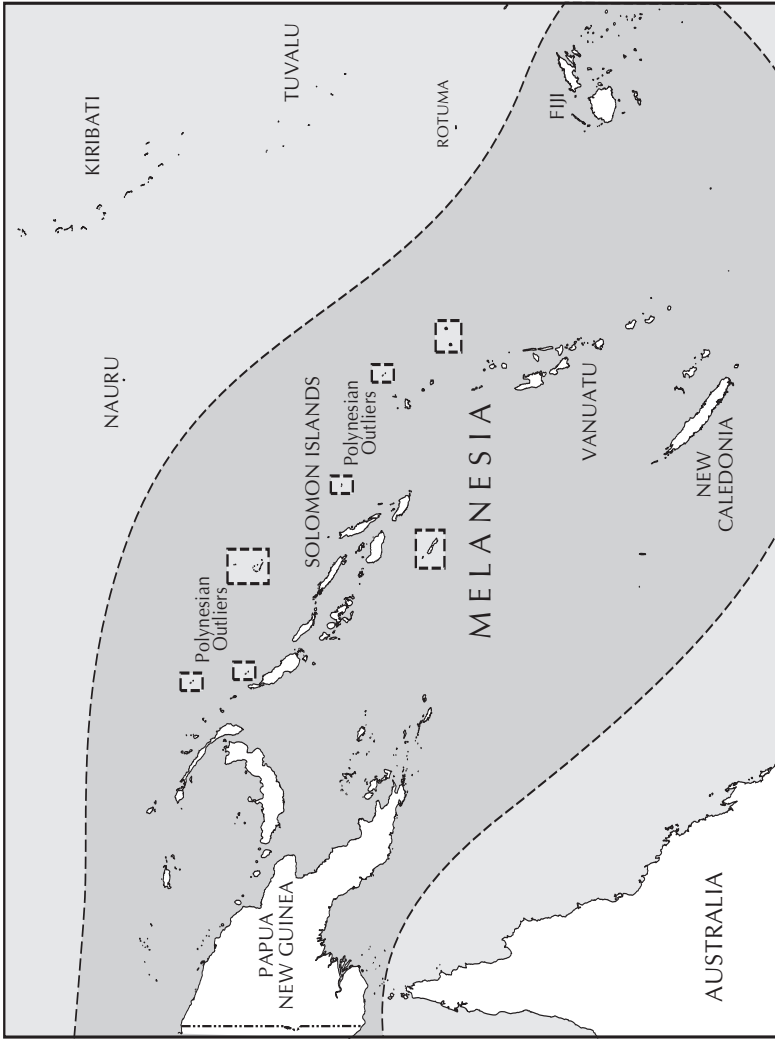 KIRIBATI
TUVALU
NAURU
ROTUMA
FIJI
Polynesian
Outliers
SOLOMON ISLANDS
Polynesian
Outliers
MELANESIA
VANUATU
NEW
CALEDONIA
PAPUA
NEW GUINEA
AUSTRALIA